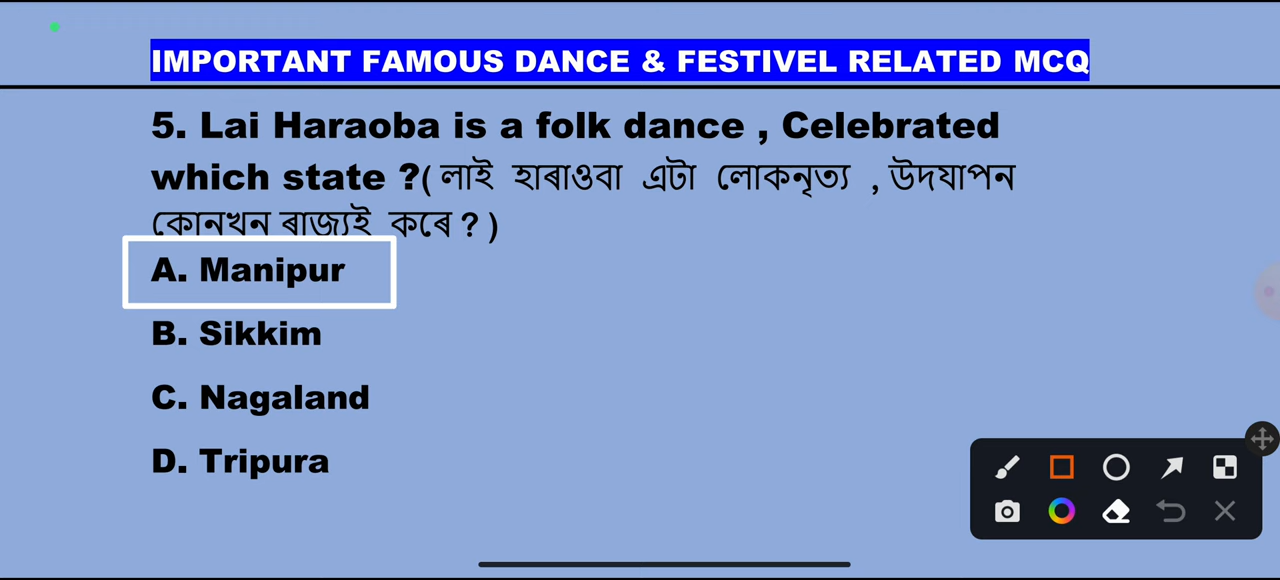 IMPORTANT FAMOUS DANCE & FESTIVEL RELATED MCQ
5. Lai Haraoba is a folk dance , Celebrated
which state ?( লাই হাৰাওবা এটা লোকনৃত্য , উদযাপন
কোনখন ৰাজ্যই কৰে ? )
A. Manipur
B. Sikkim
C. Nagaland
D. Tripura